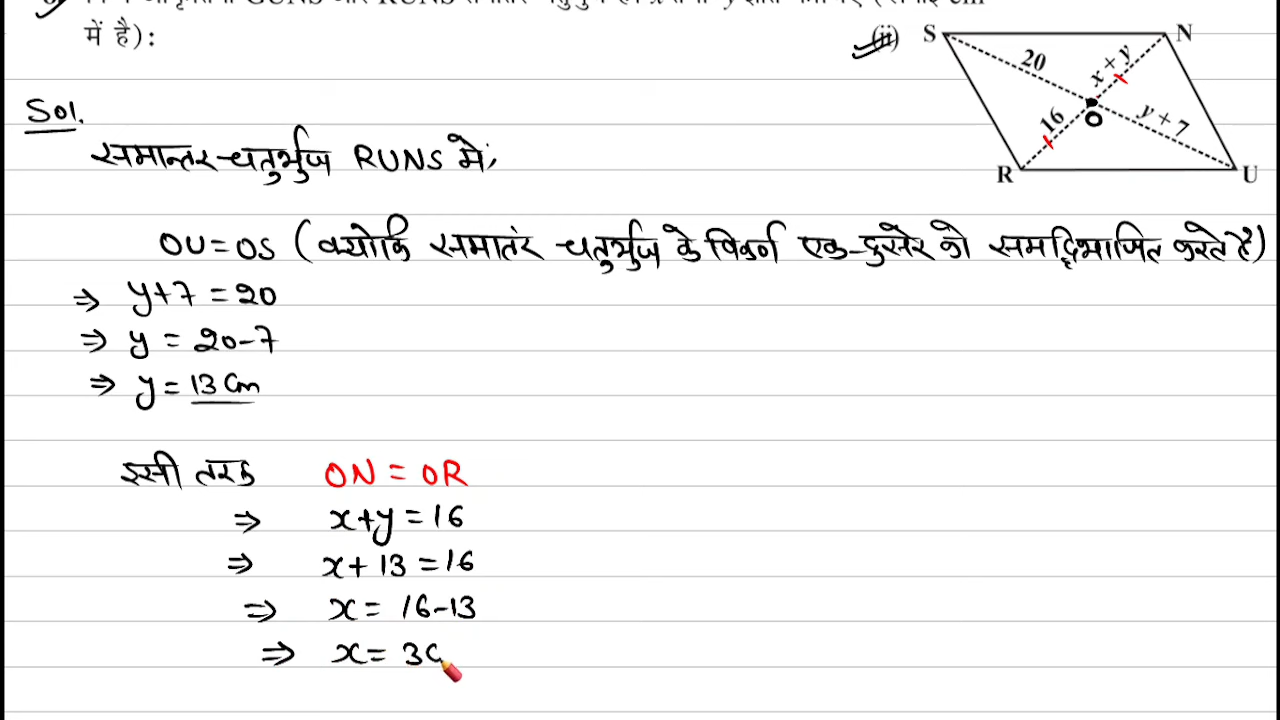 में है):
(ii)
S
N
20
x + y
16
O
y + 7
R
U
Sol.
समान्तर-चतुर्भुज RUNS में,
OU=OS (क्योकि समातंर चतुर्भुज के विकर्ण एक-दुसरे को समद्विभाजित करते है)
⇒ y+7 = 20
⇒ y = 20-7
⇒ y = 13 Cm
इसी तरह ON = OR
⇒ x+y = 16
⇒ x+ 13 = 16
⇒ x = 16-13
⇒ x = 3